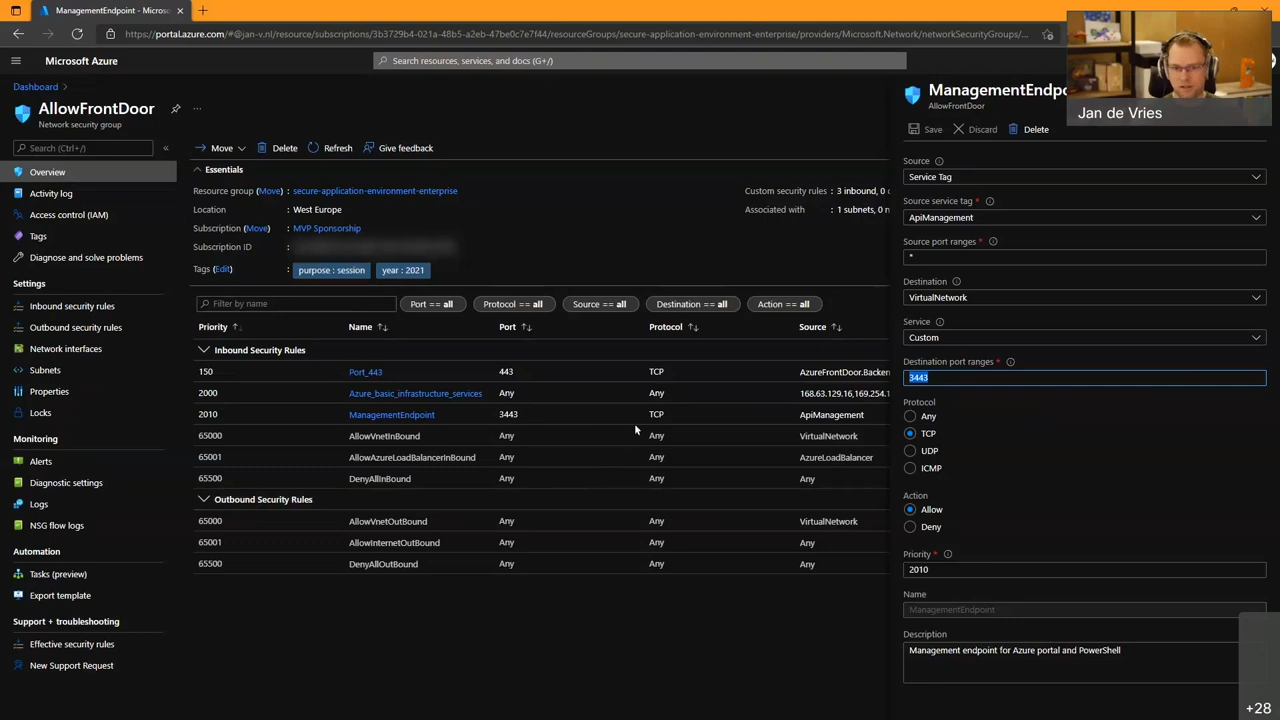 ManagementEndpoint - Microso
https://portal.azure.com/#@jan-v.nl/resource/subscriptions/3b3729b4-021a-48b5-a2eb-47be0c7e7f44/resourceGroups/secure-application-environment-enterprise/providers/Microsoft.Network/networkSecurityGroups/...
Microsoft Azure
Search resources, services, and docs (G+/)
Jan de Vries
Dashboard
AllowFrontDoor
Network security group
Search (Ctrl+/)
Overview
Activity log
Access control (IAM)
Tags
Diagnose and solve problems
Settings
Inbound security rules
Outbound security rules
Network interfaces
Subnets
Properties
Locks
Monitoring
Alerts
Diagnostic settings
Logs
NSG flow logs
Automation
Tasks (preview)
Export template
Support + troubleshooting
Effective security rules
New Support Request
Move
Delete
Refresh
Give feedback
Essentials
Resource group (Move) : secure-application-environment-enterprise
Location : West Europe
Subscription (Move) : MVP Sponsorship
Subscription ID :
Tags (Edit) : purpose : session year : 2021
Custom security rules : 3 inbound, 0
Associated with : 1 subnets, 0
Filter by name
Port == all
Protocol == all
Source == all
Destination == all
Action == all
Priority Name Port Protocol Source
Inbound Security Rules
150 Port_443 443 TCP AzureFrontDoor.Backen
2000 Azure_basic_infrastructure_services Any Any 168.63.129.16,169.254.1
2010 ManagementEndpoint 3443 TCP ApiManagement
65000 AllowVnetInBound Any Any VirtualNetwork
65001 AllowAzureLoadBalancerInBound Any Any AzureLoadBalancer
65500 DenyAllInBound Any Any Any
Outbound Security Rules
65000 AllowVnetOutBound Any Any VirtualNetwork
65001 AllowInternetOutBound Any Any Any
65500 DenyAllOutBound Any Any Any
ManagementEndpo
AllowFrontDoor
Save
Discard
Delete
Source
Service Tag
Source service tag *
ApiManagement
Source port ranges *
*
Destination
VirtualNetwork
Service
Custom
Destination port ranges *
3443
Protocol
Any
TCP
UDP
ICMP
Action
Allow
Deny
Priority *
2010
Name
ManagementEndpoint
Description
Management endpoint for Azure portal and PowerShell
+28